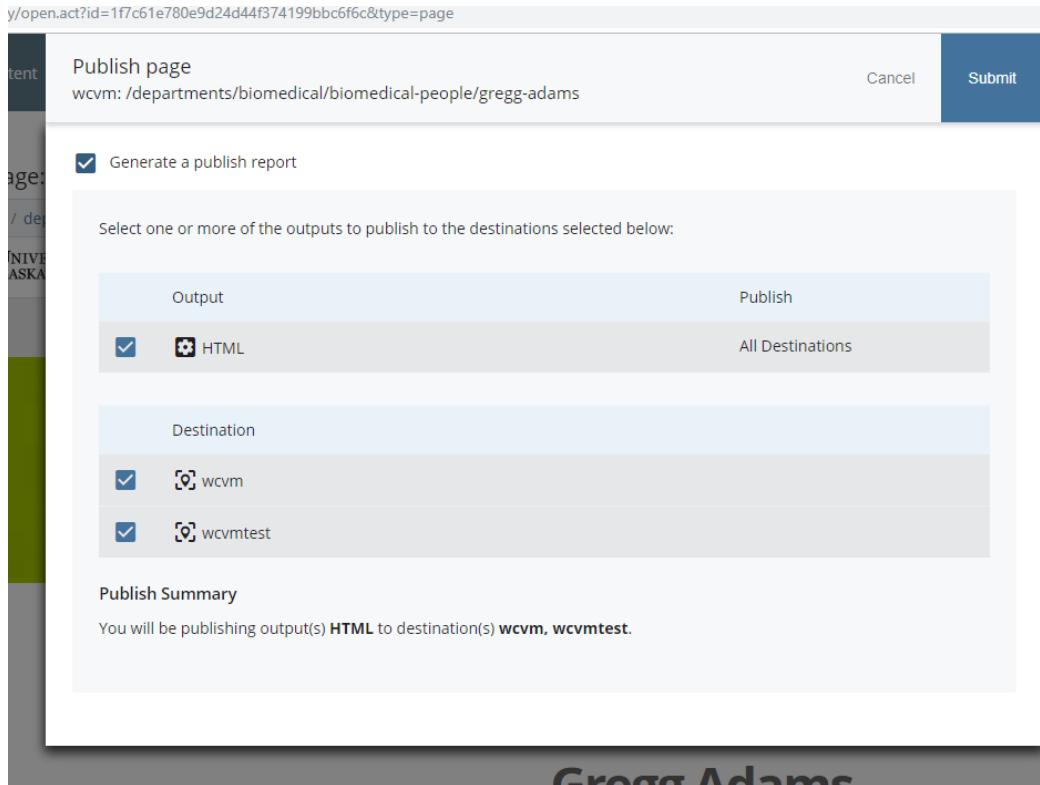 y/open.act?id=1f7c61e780e9d24d44f374199bbc6f6c&type=page
tent
Publish page
wcvm: /departments/biomedical/biomedical-people/gregg-adams
Cancel
Submit
Generate a publish report
age:
/ dep
Select one or more of the outputs to publish to the destinations selected below:
UNIVE
ASKA
Output Publish
HTML All Destinations
Destination
wcvm
wcvmtest
Publish Summary
You will be publishing output(s) HTML to destination(s) wcvm, wcvmtest.
Gregg Adams